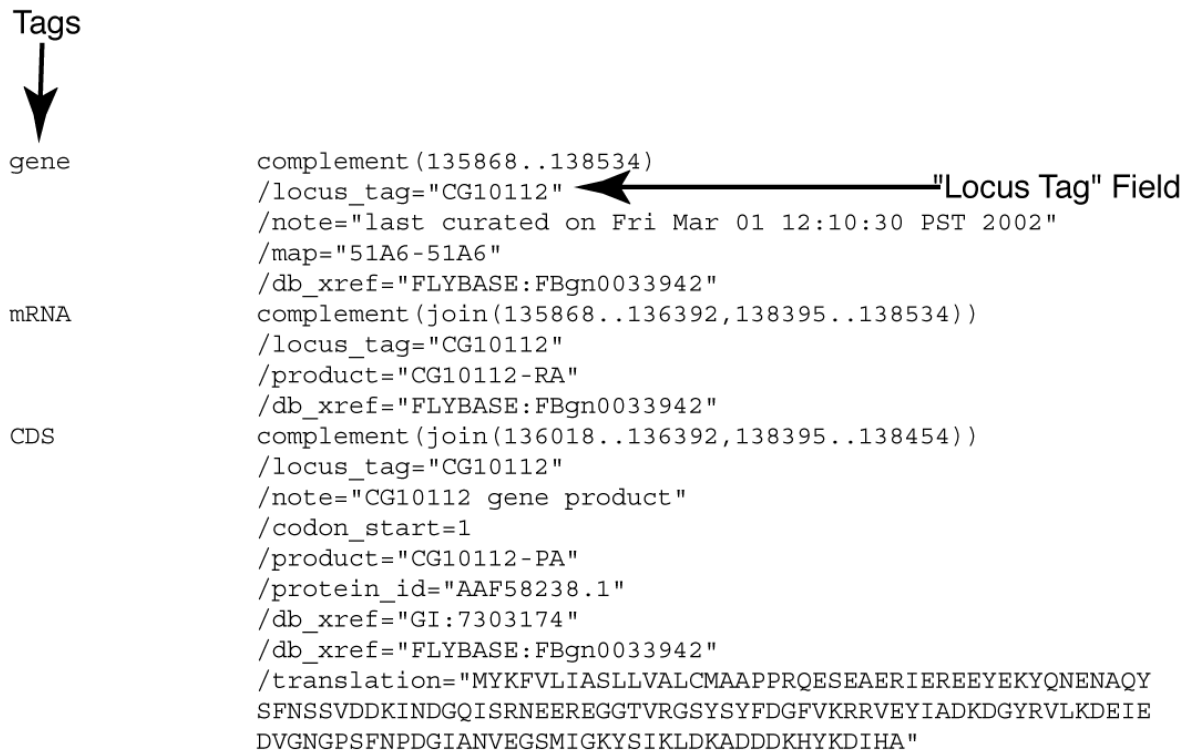 Tags
gene complement(135868..138534)
/locus_tag="CG10112" "Locus Tag" Field
/note="last curated on Fri Mar 01 12:10:30 PST 2002"
/map="51A6-51A6"
/db_xref="FLYBASE:FBgn0033942"
mRNA complement(join(135868..136392,138395..138534))
/locus_tag="CG10112"
/product="CG10112-RA"
/db_xref="FLYBASE:FBgn0033942"
CDS complement(join(136018..136392,138395..138454))
/locus_tag="CG10112"
/note="CG10112 gene product"
/codon_start=1
/product="CG10112-PA"
/protein_id="AAF58238.1"
/db_xref="GI:7303174"
/db_xref="FLYBASE:FBgn0033942"
/translation="MYKFVLIASLLVALCMAAPPRQESEAERIEREEYEKYQNENAQY
SFNSSVDDKINDGQISRNEEREGGTVRGSYSYFDGFVKRRVEYIADKDGYRVLKDEIE
DVGNGPSFNPDGIANVEGSMIGKYSIKLDKADDDKHYKDIHA"